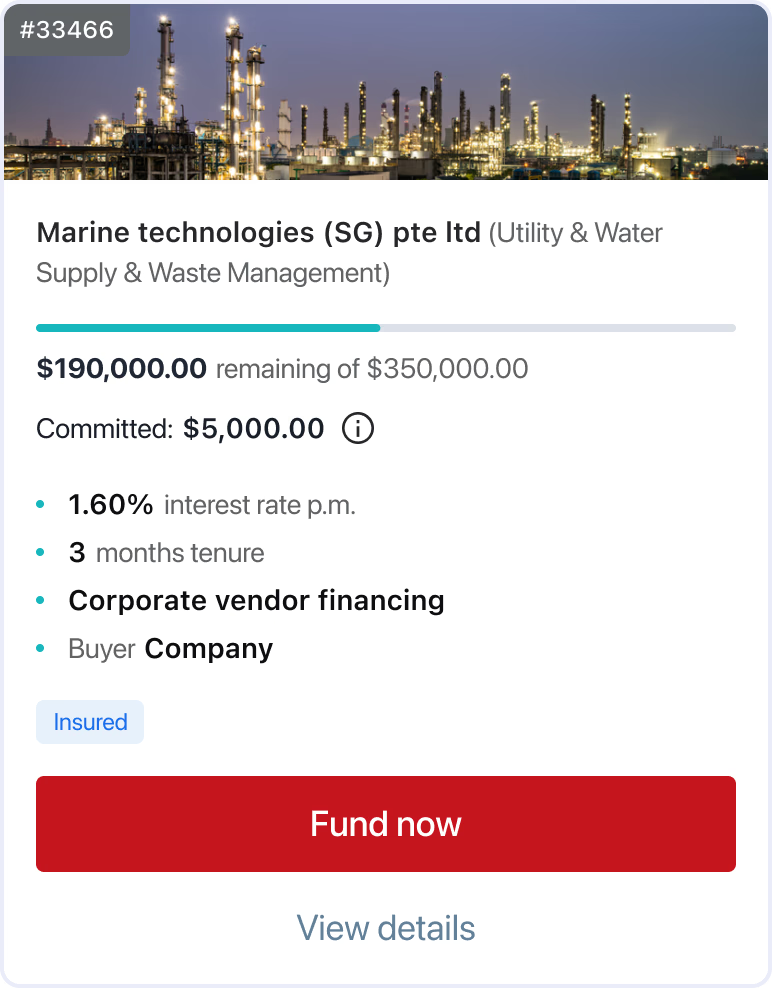 #33466
Marine technologies (SG) pte ltd (Utility & Water
Supply & Waste Management)
$190,000.00 remaining of $350,000.00
Committed: $5,000.00
1.60% interest rate p.m.
3 months tenure
Corporate vendor financing
Buyer Company
Insured
Fund now
View details